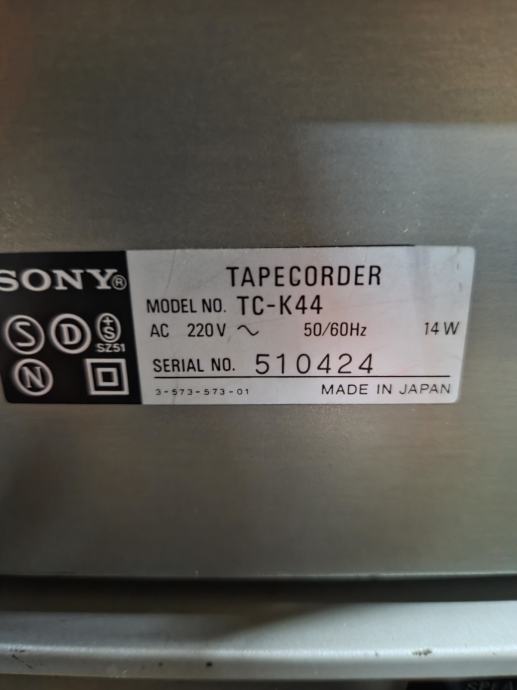 SONY®
TAPECORDER
MODEL NO. TC-K44
AC 220V ~ 50/60Hz 14W
S D S
SZ51
SERIAL NO. 510424
N
3-573-573-01 MADE IN JAPAN